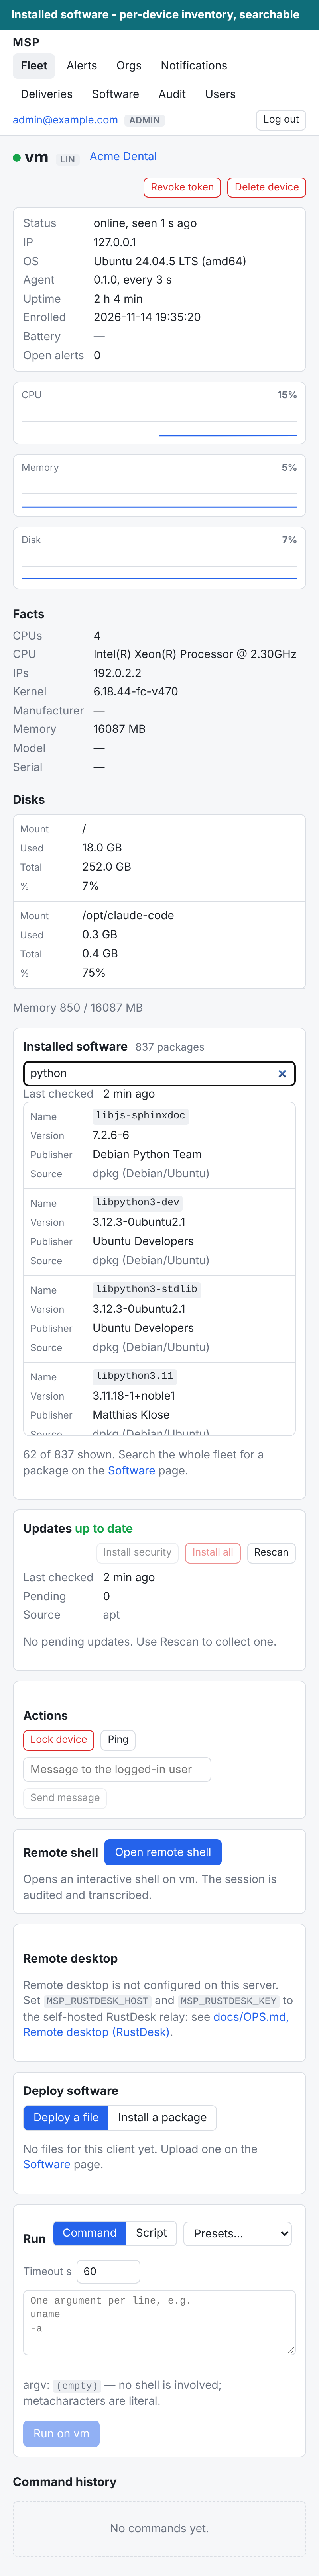 Installed software - per-device inventory, searchable
MSP
Fleet Alerts Orgs Notifications
Deliveries Software Audit Users
admin@example.com ADMIN Log out
vm LIN Acme Dental
Revoke token Delete device
Status online, seen 1 s ago
IP 127.0.0.1
OS Ubuntu 24.04.5 LTS (amd64)
Agent 0.1.0, every 3 s
Uptime 2 h 4 min
Enrolled 2026-11-14 19:35:20
Battery —
Open alerts 0
CPU 15%
Memory 5%
Disk 7%
Facts
CPUs 4
CPU Intel(R) Xeon(R) Processor @ 2.30GHz
IPs 192.0.2.2
Kernel 6.18.44-fc-v470
Manufacturer —
Memory 16087 MB
Model —
Serial —
Disks
Mount /
Used 18.0 GB
Total 252.0 GB
% 7%
Mount /opt/claude-code
Used 0.3 GB
Total 0.4 GB
% 75%
Memory 850 / 16087 MB
Installed software 837 packages
python ×
Last checked 2 min ago
Name libjs-sphinxdoc
Version 7.2.6-6
Publisher Debian Python Team
Source dpkg (Debian/Ubuntu)
Name libpython3-dev
Version 3.12.3-0ubuntu2.1
Publisher Ubuntu Developers
Source dpkg (Debian/Ubuntu)
Name libpython3-stdlib
Version 3.12.3-0ubuntu2.1
Publisher Ubuntu Developers
Source dpkg (Debian/Ubuntu)
Name libpython3.11
Version 3.11.18-1+noble1
Publisher Matthias Klose
Source dpkg (Debian/Ubuntu)
62 of 837 shown. Search the whole fleet for a
package on the Software page.
Updates up to date
Install security Install all Rescan
Last checked 2 min ago
Pending 0
Source apt
No pending updates. Use Rescan to collect one.
Actions
Lock device Ping
Message to the logged-in user
Send message
Remote shell Open remote shell
Opens an interactive shell on vm. The session is
audited and transcribed.
Remote desktop
Remote desktop is not configured on this server.
Set MSP_RUSTDESK_HOST and MSP_RUSTDESK_KEY to
the self-hosted RustDesk relay: see docs/OPS.md,
Remote desktop (RustDesk).
Deploy software
Deploy a file Install a package
No files for this client yet. Upload one on the
Software page.
Run Command Script Presets...
Timeout s 60
One argument per line, e.g.
uname
-a
argv: (empty) — no shell is involved;
metacharacters are literal.
Run on vm
Command history
No commands yet.